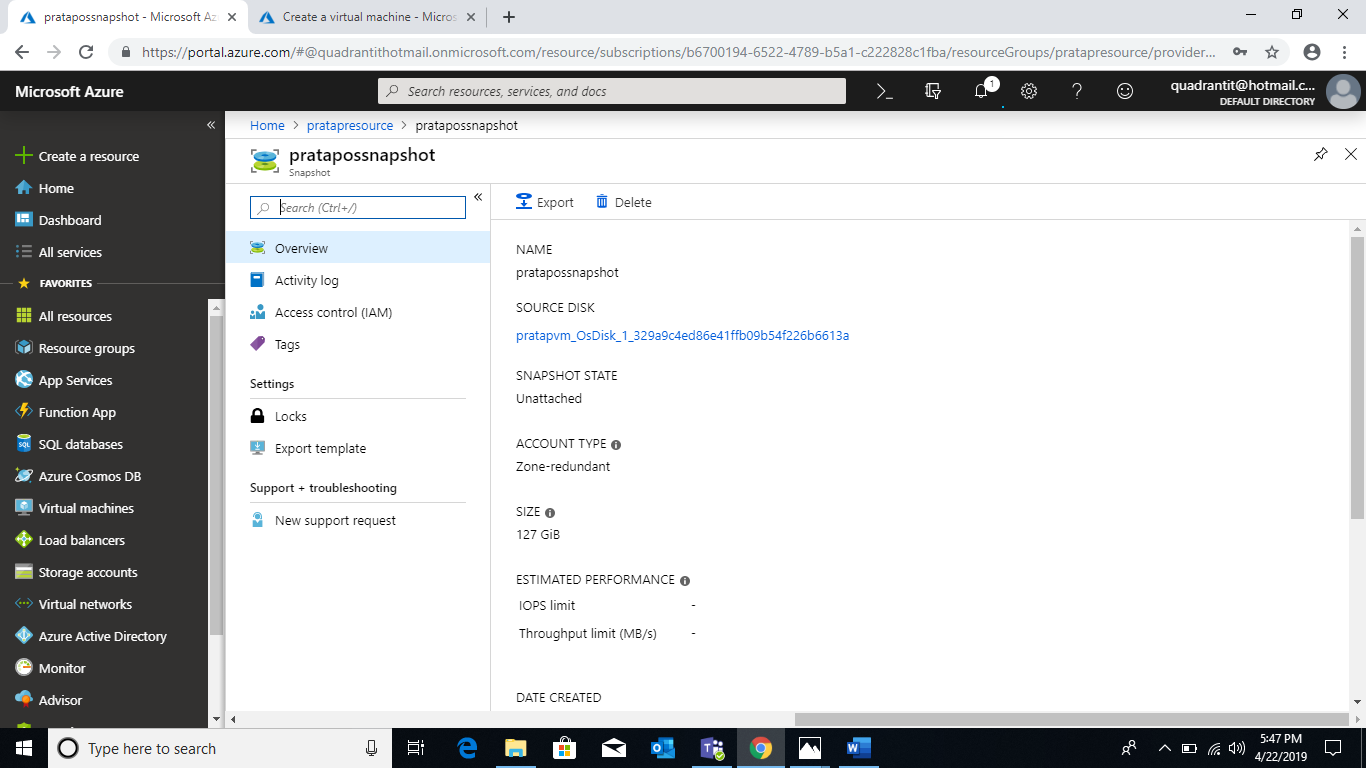 pratapossnapshot - Microsoft Az
Create a virtual machine - Micros
https://portal.azure.com/#@quadrantithotmail.onmicrosoft.com/resource/subscriptions/b6700194-6522-4789-b5a1-c222828c1fba/resourceGroups/pratapresource/provider...
Microsoft Azure
Search resources, services, and docs
1
quadrantit@hotmail.c...
DEFAULT DIRECTORY
Create a resource
Home
Dashboard
All services
FAVORITES
All resources
Resource groups
App Services
Function App
SQL databases
Azure Cosmos DB
Virtual machines
Load balancers
Storage accounts
Virtual networks
Azure Active Directory
Monitor
Advisor
Home > pratapresource > pratapossnapshot
pratapossnapshot
Snapshot
Search (Ctrl+/)
Overview
Activity log
Access control (IAM)
Tags
Settings
Locks
Export template
Support + troubleshooting
New support request
Export
Delete
NAME
pratapossnapshot
SOURCE DISK
pratapvm_OsDisk_1_329a9c4ed86e41ffb09b54f226b6613a
SNAPSHOT STATE
Unattached
ACCOUNT TYPE
Zone-redundant
SIZE
127 GiB
ESTIMATED PERFORMANCE
IOPS limit -
Throughput limit (MB/s) -
DATE CREATED
Type here to search
5:47 PM
4/22/2019